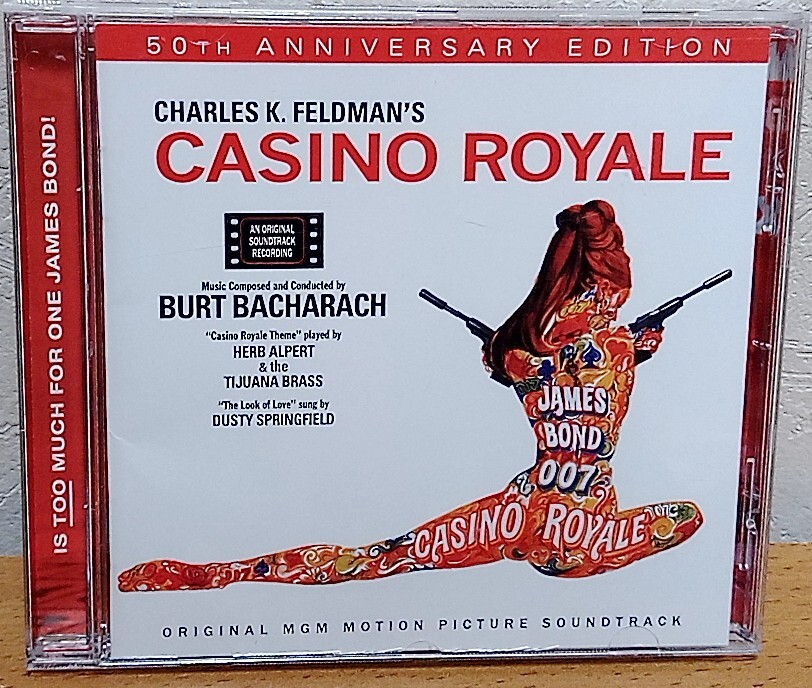 50TH ANNIVERSARY EDITION
CHARLES K. FELDMAN'S
CASINO ROYALE
AN ORIGINAL
SOUNDTRACK
RECORDING
Music Composed and Conducted by
BURT BACHARACH
"Casino Royale Theme" played by
HERB ALPERT
& the
TIJUANA BRASS
"The Look of Love" sung by
DUSTY SPRINGFIELD
JAMES
BOND
007
CASINO ROYALE
ORIGINAL MGM MOTION PICTURE SOUNDTRACK
IS TOO MUCH FOR ONE JAMES BOND!